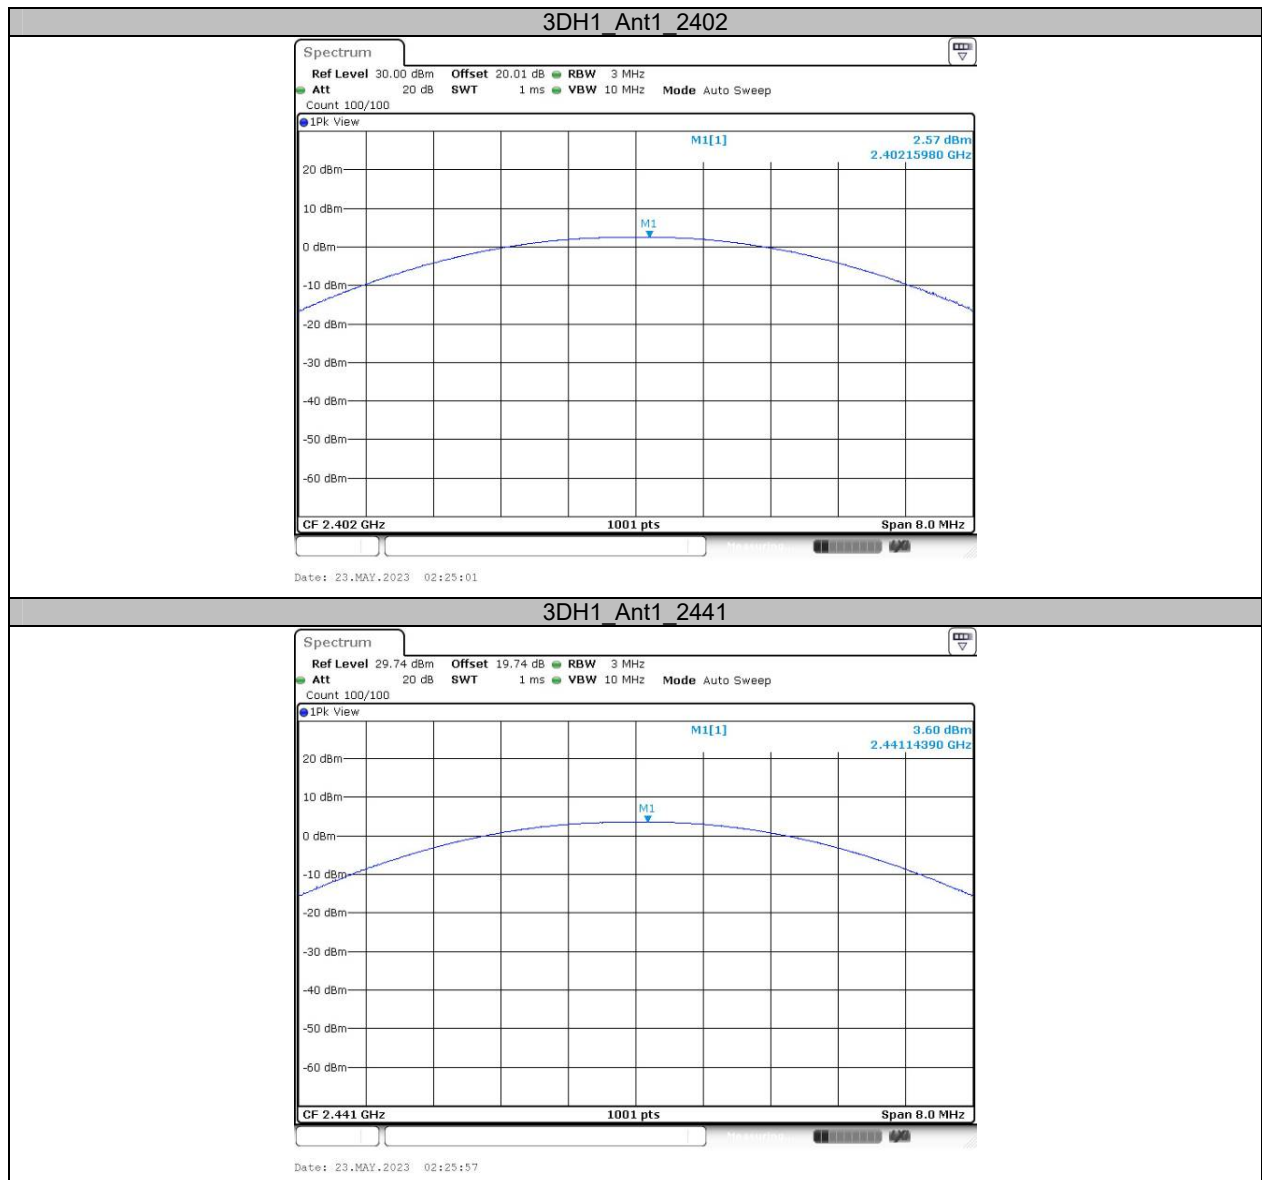 3DH1_Ant1_2402
Spectrum
Ref Level 30.00 dBm Offset 20.01 dB RBW 3 MHz
Att 20 dB SWT 1 ms VBW 10 MHz Mode Auto Sweep
Count 100/100
1Pk View
M1[1] 2.57 dBm
2.40215980 GHz
20 dBm
10 dBm
M1
0 dBm
-10 dBm
-20 dBm
-30 dBm
-40 dBm
-50 dBm
-60 dBm
CF 2.402 GHz 1001 pts Span 8.0 MHz
Measuring...
Date: 23.MAY.2023 02:25:01
3DH1_Ant1_2441
Spectrum
Ref Level 29.74 dBm Offset 19.74 dB RBW 3 MHz
Att 20 dB SWT 1 ms VBW 10 MHz Mode Auto Sweep
Count 100/100
1Pk View
M1[1] 3.60 dBm
2.44114390 GHz
20 dBm
10 dBm
M1
0 dBm
-10 dBm
-20 dBm
-30 dBm
-40 dBm
-50 dBm
-60 dBm
CF 2.441 GHz 1001 pts Span 8.0 MHz
Measuring...
Date: 23.MAY.2023 02:25:57